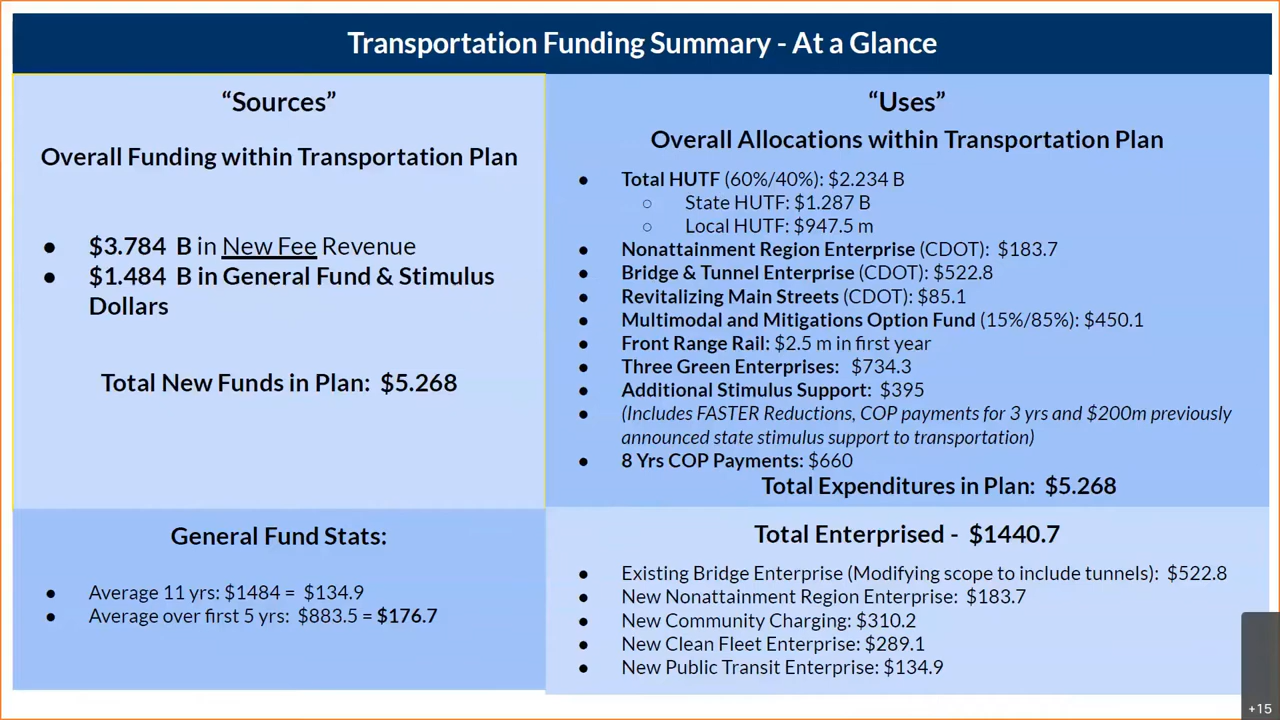 Transportation Funding Summary - At a Glance
“Sources”
Overall Funding within Transportation Plan
● $3.784 B in New Fee Revenue
● $1.484 B in General Fund & Stimulus
Dollars
Total New Funds in Plan: $5.268
“Uses”
Overall Allocations within Transportation Plan
● Total HUTF (60%/40%): $2.234 B
○ State HUTF: $1.287 B
○ Local HUTF: $947.5 m
● Nonattainment Region Enterprise (CDOT): $183.7
● Bridge & Tunnel Enterprise (CDOT): $522.8
● Revitalizing Main Streets (CDOT): $85.1
● Multimodal and Mitigations Option Fund (15%/85%): $450.1
● Front Range Rail: $2.5 m in first year
● Three Green Enterprises: $734.3
● Additional Stimulus Support: $395
● (Includes FASTER Reductions, COP payments for 3 yrs and $200m previously
announced state stimulus support to transportation)
● 8 Yrs COP Payments: $660
Total Expenditures in Plan: $5.268
General Fund Stats:
● Average 11 yrs: $1484 = $134.9
● Average over first 5 yrs: $883.5 = $176.7
Total Enterprised - $1440.7
● Existing Bridge Enterprise (Modifying scope to include tunnels): $522.8
● New Nonattainment Region Enterprise: $183.7
● New Community Charging: $310.2
● New Clean Fleet Enterprise: $289.1
● New Public Transit Enterprise: $134.9
+15